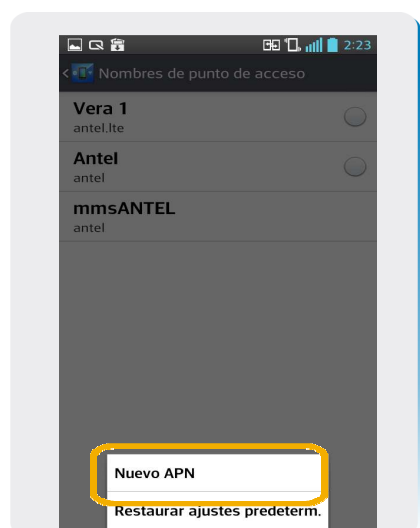 2:23
Nombres de punto de acceso
Vera 1
antel.lte
Antel
antel
mmsANTEL
antel
Nuevo APN
Restaurar ajustes predeterm.